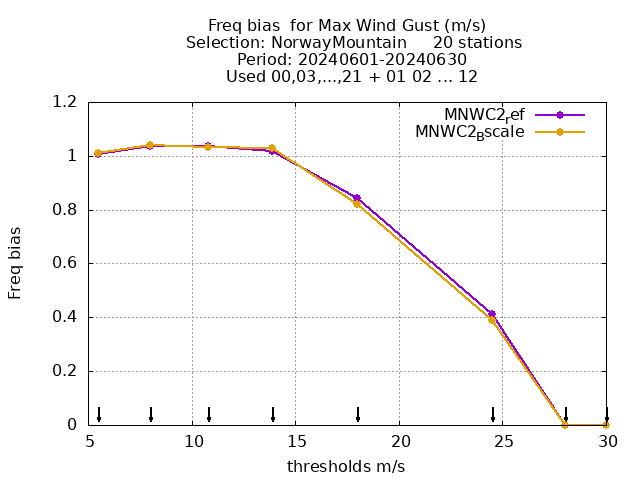 Freq bias  for Max Wind Gust (m/s)
Selection: NorwayMountain     20 stations
Period: 20240601-20240630
Used 00,03,...,21 + 01 02 ... 12
MNWC2ref
MNWC2Bscale
1.2
1
0.8
0.6
0.4
0.2
0
Freq bias
5 10 15 20 25 30
thresholds m/s